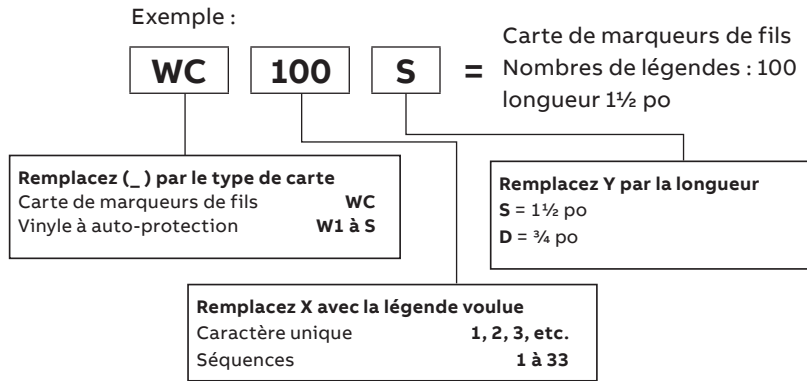 Exemple :
WC 100 S = Carte de marqueurs de fils
Nombres de légendes : 100
longueur 1½ po
Remplacez (_ ) par le type de carte
Carte de marqueurs de fils WC
Vinyle à auto-protection W1 à S
Remplacez Y par la longueur
S = 1½ po
D = ¾ po
Remplacez X avec la légende voulue
Caractère unique 1, 2, 3, etc.
Séquences 1 à 33